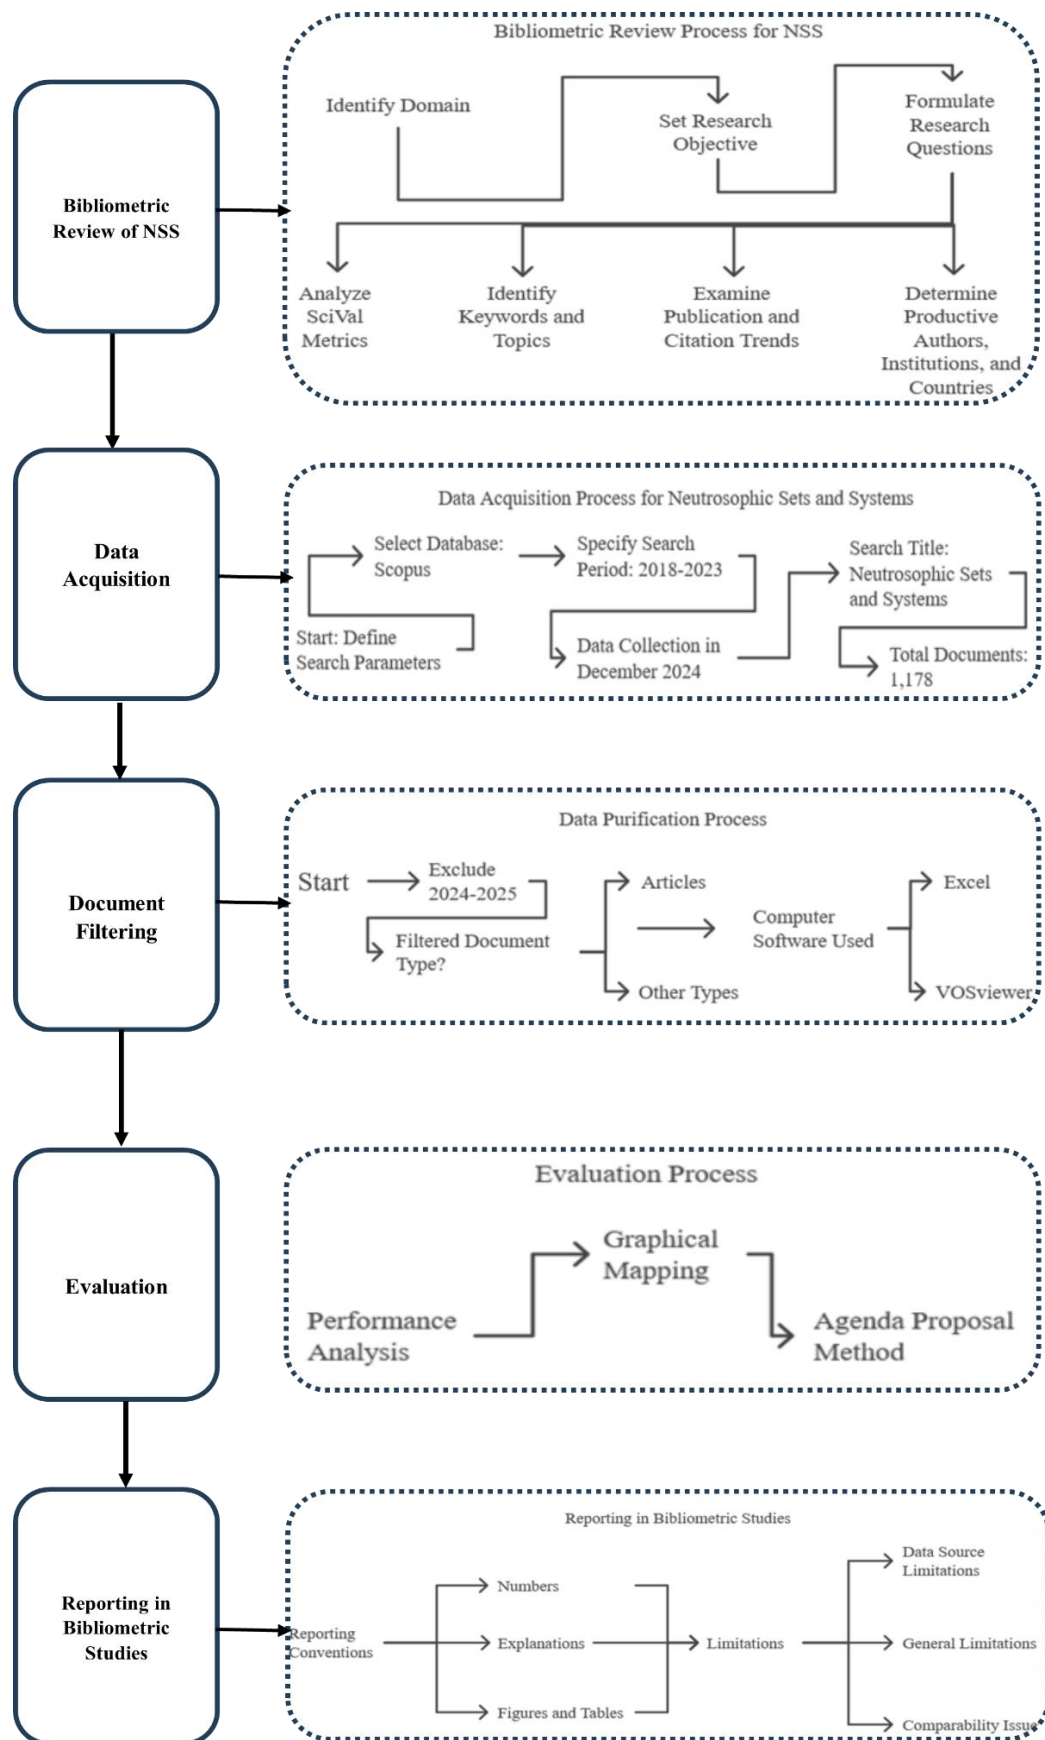 Bibliometric
Review of NSS
Bibliometric Review Process for NSS
Identify Domain
Set Research
Objective
Formulate
Research
Questions
Analyze
SciVal
Metrics
Identify
Keywords and
Topics
Examine
Publication and
Citation Trends
Determine
Productive
Authors,
Institutions, and
Countries
Data
Acquisition
Data Acquisition Process for Neutrosophic Sets and Systems
Start: Define
Search Parameters
Select Database:
Scopus
Specify Search
Period: 2018-2023
Data Collection in
December 2024
Search Title:
Neutrosophic Sets
and Systems
Total Documents:
1,178
Document
Filtering
Data Purification Process
Start
Exclude
2024-2025
Filtered Document
Type?
Articles
Other Types
Computer
Software Used
Excel
VOSviewer
Evaluation
Evaluation Process
Performance
Analysis
Graphical
Mapping
Agenda Proposal
Method
Reporting in
Bibliometric
Studies
Reporting in Bibliometric Studies
Reporting
Conventions
Numbers
Explanations
Figures and Tables
Limitations
Data Source
Limitations
General Limitations
Comparability Issue